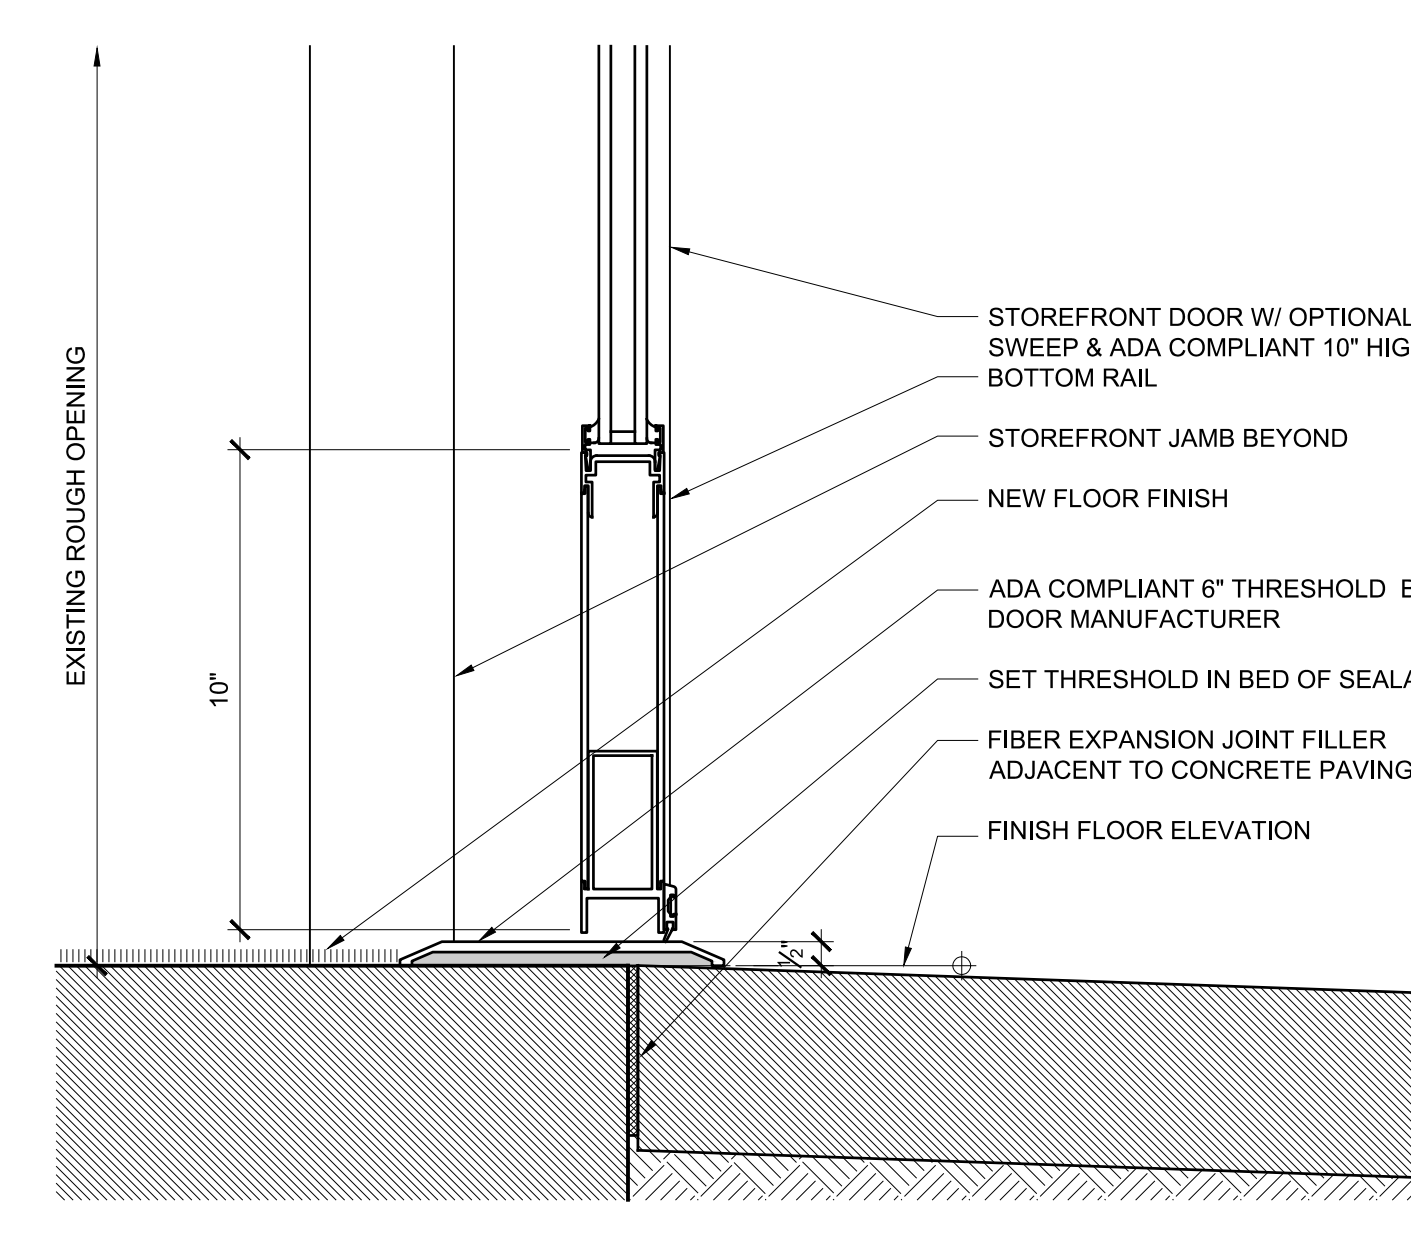 STOREFRONT DOOR W/ OPTIONAL
SWEEP & ADA COMPLIANT 10" HIG
BOTTOM RAIL
STOREFRONT JAMB BEYOND
NEW FLOOR FINISH
ADA COMPLIANT 6" THRESHOLD
DOOR MANUFACTURER
SET THRESHOLD IN BED OF SEALA
FIBER EXPANSION JOINT FILLER
ADJACENT TO CONCRETE PAVING
FINISH FLOOR ELEVATION
EXISTING ROUGH OPENING
10"
1/2"